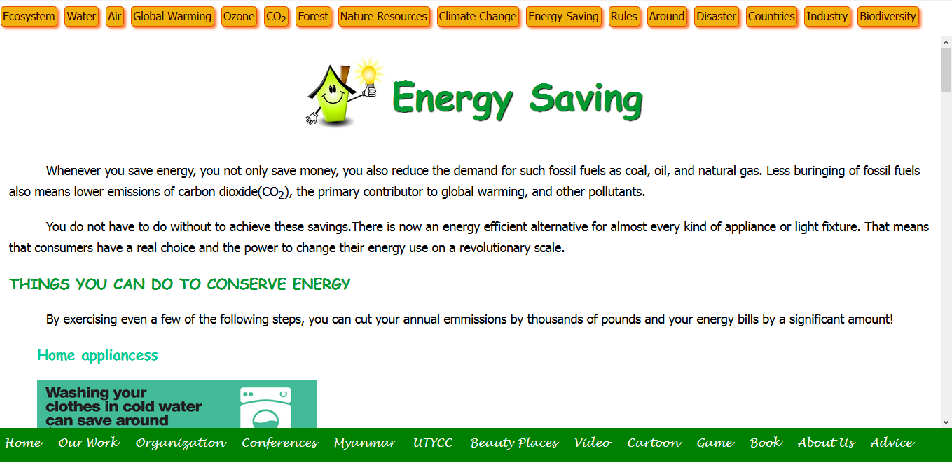 Ecosystem Water Air Global Warming Ozone CO2 Forest Nature Resources Climate Change Energy Saving Rules Around Disaster Countries Industry Biodiversity
Energy Saving
Whenever you save energy, you not only save money, you also reduce the demand for such fossil fuels as coal, oil, and natural gas. Less buringing of fossil fuels
also means lower emissions of carbon dioxide(CO2), the primary contributor to global warming, and other pollutants.
You do not have to do without to achieve these savings.There is now an energy efficient alternative for almost every kind of appliance or light fixture. That means
that consumers have a real choice and the power to change their energy use on a revolutionary scale.
THINGS YOU CAN DO TO CONSERVE ENERGY
By exercising even a few of the following steps, you can cut your annual emmissions by thousands of pounds and your energy bills by a significant amount!
Home appliancess
Washing your
clothes in cold water
can save around
Home Our Work Organization Conferences Myanmar UTYCC Beauty Places Video Cartoon Game Book About Us Advice